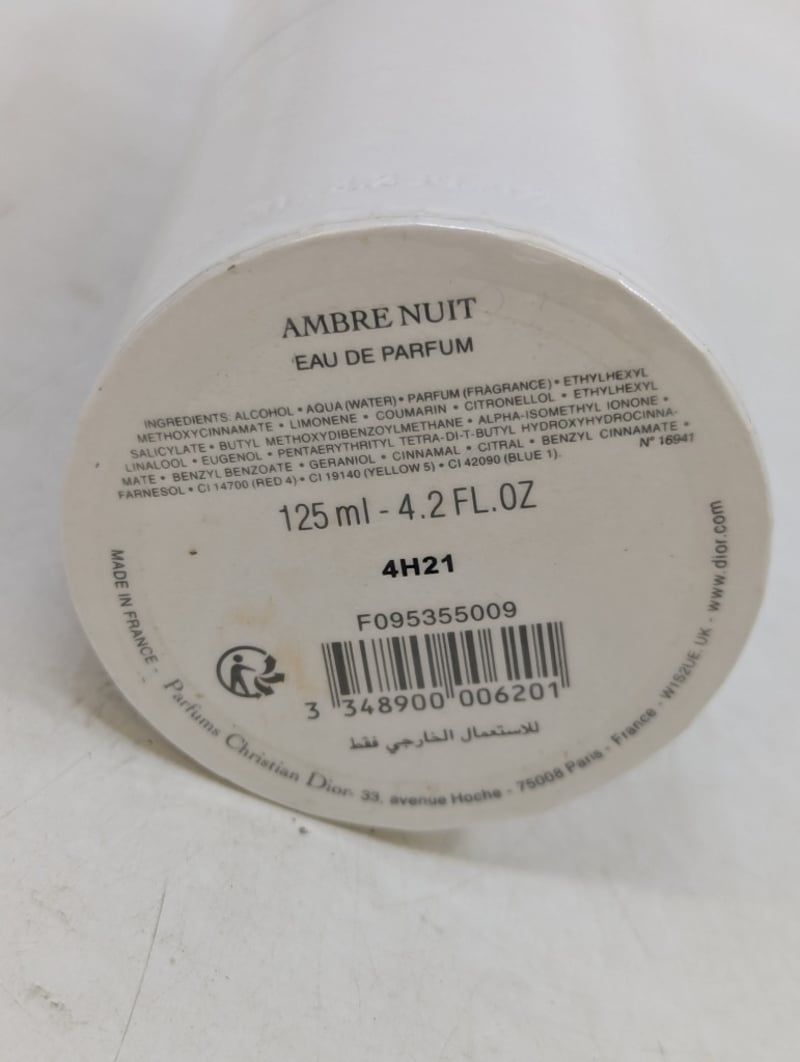 AMBRE NUIT
EAU DE PARFUM
INGREDIENTS: ALCOHOL • AQUA (WATER) • PARFUM (FRAGRANCE) • ETHYLHEXYL
METHOXYCINNAMATE • LIMONENE • COUMARIN • CITRONELLOL • ETHYLHEXYL
SALICYLATE • BUTYL METHOXYDIBENZOYLMETHANE • ALPHA-ISOMETHYL IONONE •
LINALOOL • EUGENOL • PENTAERYTHRITYL TETRA-DI-T-BUTYL HYDROXYHYDROCINNA-
MATE • BENZYL BENZOATE • GERANIOL • CINNAMAL • CITRAL • BENZYL CINNAMATE •
FARNESOL • CI 14700 (RED 4) • CI 19140 (YELLOW 5) • CI 42090 (BLUE 1).
N° 16941
125 ml - 4.2 FL.OZ
4H21
F095355009
3 348900 006201
للاستعمال الخارجي فقط
MADE IN FRANCE - Parfums Christian Dior 33, avenue Hoche - 75008 Paris - France - W1S2UE UK - www.dior.com